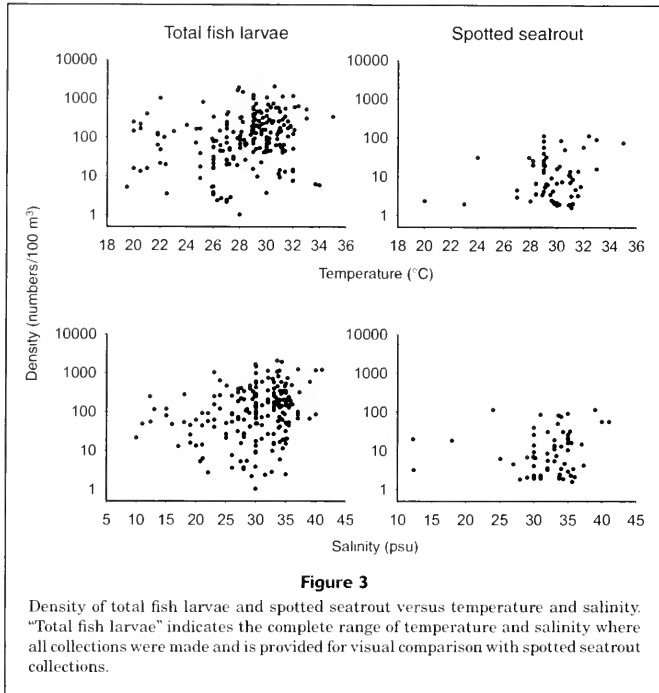 Total fish larvae
Spotted seatrout
Density (numbers/100 m³)
10000
1000
100
10
1
18 20 22 24 26 28 30 32 34 36
10000
1000
100
10
1
18 20 22 24 26 28 30 32 34 36
Temperature (°C)
10000
1000
100
10
1
5 10 15 20 25 30 35 40 45
10000
1000
100
10
1
10 15 20 25 30 35 40 45
Salinity (psu)
Figure 3
Density of total fish larvae and spotted seatrout versus temperature and salinity.
"Total fish larvae" indicates the complete range of temperature and salinity where
all collections were made and is provided for visual comparison with spotted seatrout
collections.